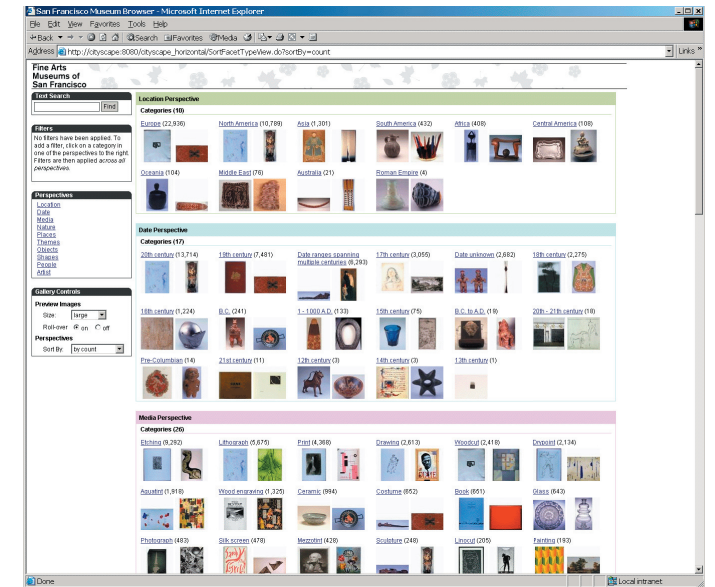 San Francisco Museum Browser - Microsoft Internet Explorer
File Edit View Favorites Tools Help
Back Search Favorites Media
Address http://cityscape:8080/cityscape_horizontal/SortFacetTypeView.do?sortBy=count Links »
Fine Arts
Museums of
San Francisco
Text Search
Find
Filters
No filters have been applied. To
add a filter, click on a category in
one of the perspectives to the right.
Filters are then applied across all
perspectives.
Perspectives
Location
Date
Media
Nature
Places
Themes
Objects
Shapes
People
Artist
Gallery Controls
Preview Images
Size: large
Roll-over on off
Perspectives
Sort By: by count
Location Perspective
Categories (10)
Europe (22,936) North America (10,789) Asia (1,301) South America (432) Africa (408) Central America (108)
Oceania (104) Middle East (76) Australia (21) Roman Empire (4)
Date Perspective
Categories (17)
20th century (13,714) 19th century (7,481) Date ranges spanning multiple centuries (6,293) 17th century (3,055) Date unknown (2,682) 18th century (2,275)
16th century (1,224) B.C. (241) 1 - 1000 A.D. (133) 15th century (75) B.C. to A.D. (19) 20th - 21th century (18)
Pre-Columbian (14) 21st century (11) 12th century (3) 14th century (3) 13th century (1)
Media Perspective
Categories (26)
Etching (9,292) Lithograph (5,675) Print (4,368) Drawing (2,613) Woodcut (2,418) Drypoint (2,134)
Aquatint (1,918) Wood engraving (1,325) Ceramic (994) Costume (652) Book (651) Glass (643)
Photograph (483) Silk screen (478) Mezzotint (428) Sculpture (248) Linocut (205) Painting (193)
Done Local intranet